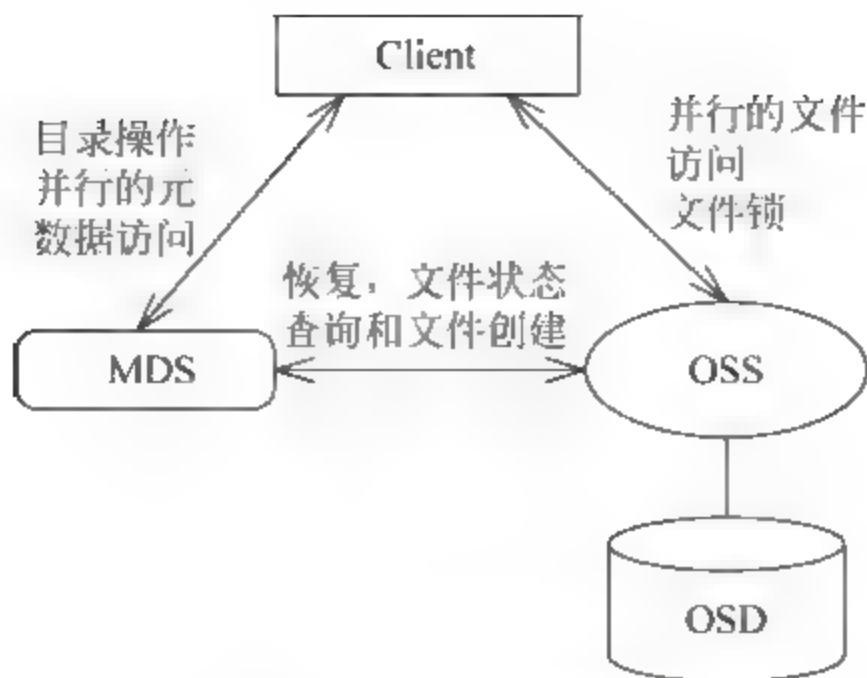 Client
目录操作
并行的元
数据访问
并行的文件
访问
文件锁
恢复，文件状态
查询和文件创建
MDS
OSS
OSD